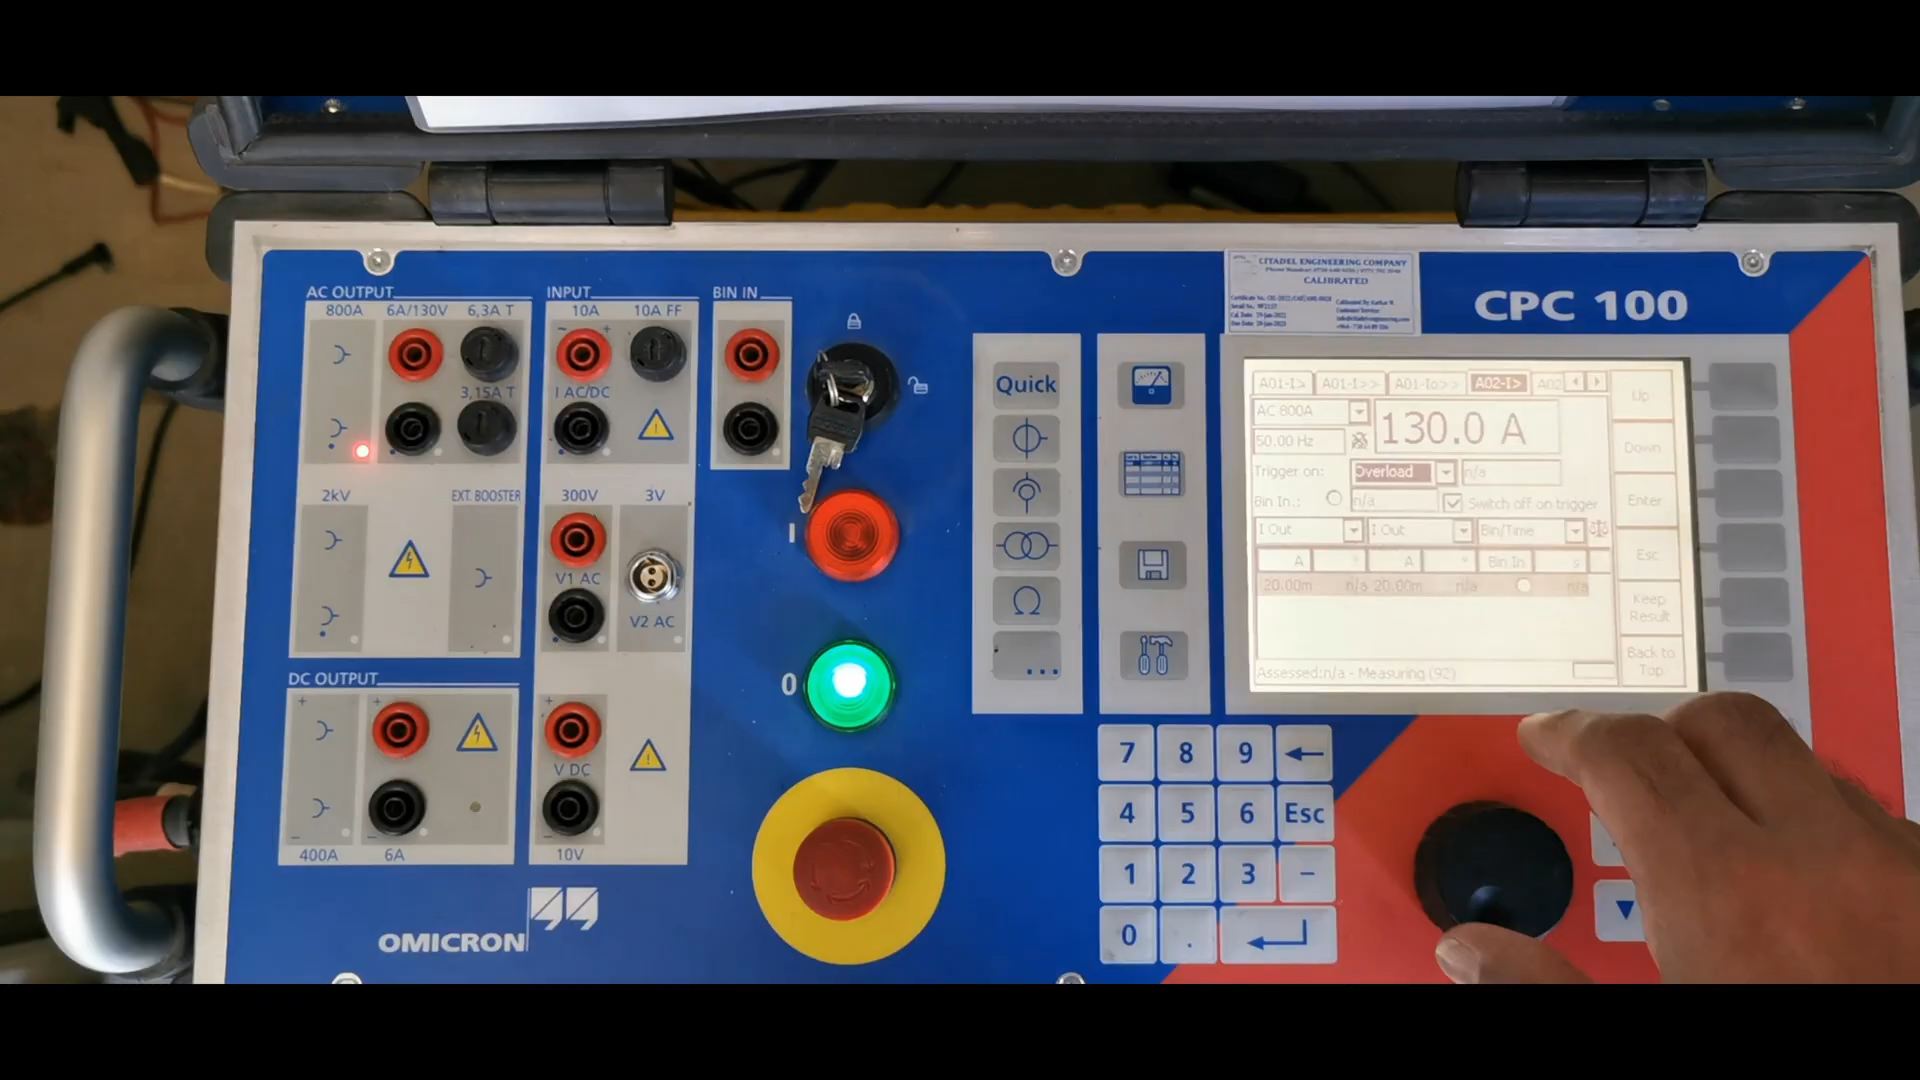 AC OUTPUT
800A 6A/130V 6,3A T
3,15A T
2kV EXT. BOOSTER
DC OUTPUT
400A 6A
INPUT
10A 10A FF
I AC/DC
300V 3V
V1 AC
V2 AC
V DC
10V
BIN IN
I
0
OMICRON
Quick
Ω
...
CITADEL ENGINEERING COMPANY
CALIBRATED
CPC 100
A01-I> A01-I>> A01-Io>> A02-I> A02
AC 800A 130.0 A
50.00 Hz
Trigger on: Overload n/a
Bin In.: n/a Switch off on trigger
I Out I Out Bin/Time
A ° A ° Bin In s
20.00m n/a 20.00m n/a n/a
Assessed:n/a - Measuring (92)
Up
Down
Enter
Esc
Keep
Result
Back to
Top
7 8 9
4 5 6 Esc
1 2 3 -
0 .